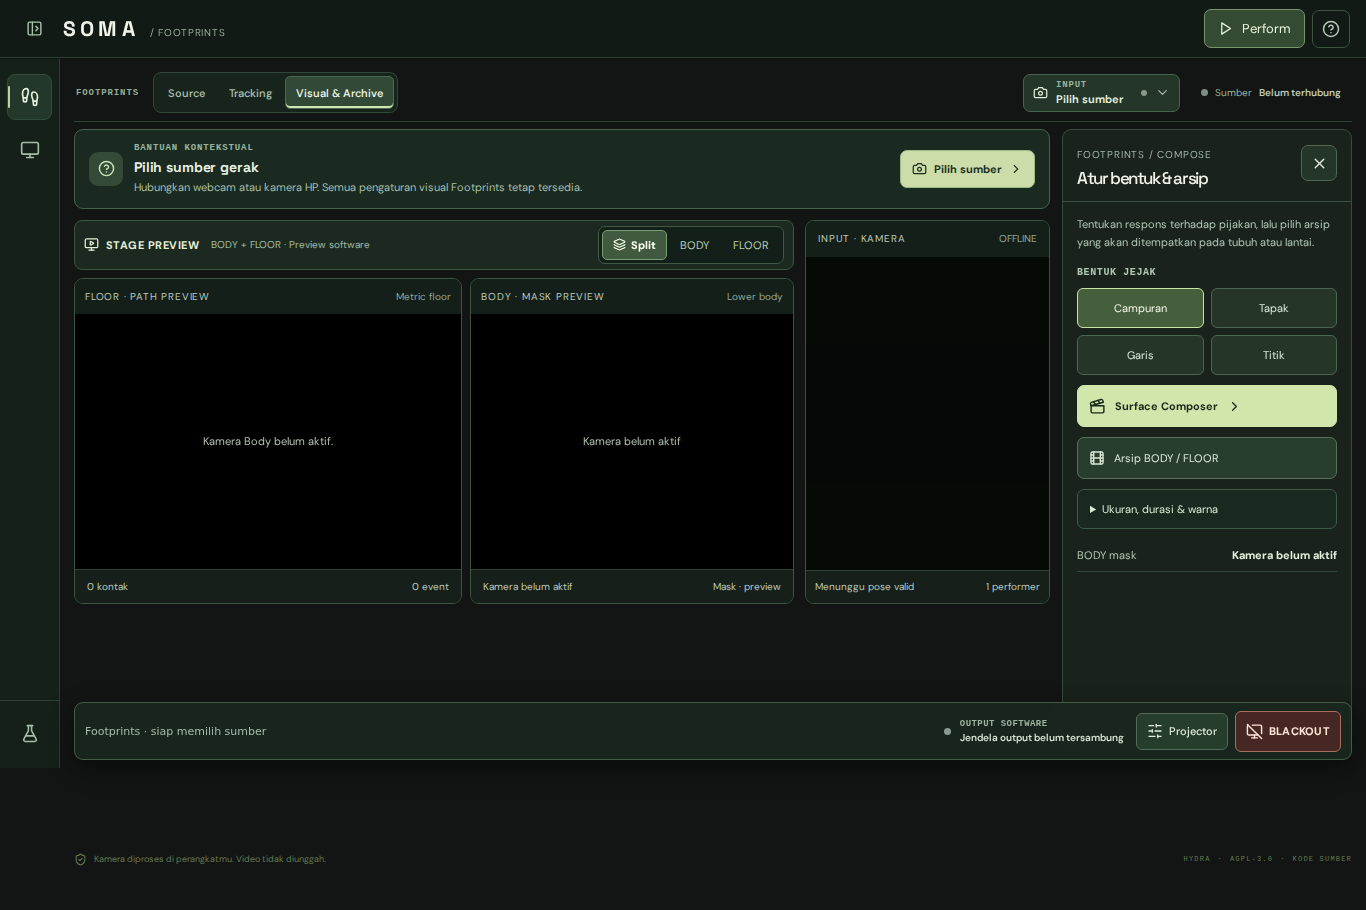 SOMA
/ FOOTPRINTS
Perform
FOOTPRINTS
Source
Tracking
Visual & Archive
INPUT
Pilih sumber
Sumber Belum terhubung
BANTUAN KONTEKSTUAL
Pilih sumber gerak
Hubungkan webcam atau kamera HP. Semua pengaturan visual Footprints tetap tersedia.
Pilih sumber
STAGE PREVIEW
BODY + FLOOR · Preview software
Split
BODY
FLOOR
FLOOR · PATH PREVIEW
Metric floor
Kamera Body belum aktif.
0 kontak
0 event
BODY · MASK PREVIEW
Lower body
Kamera belum aktif
Kamera belum aktif
Mask · preview
INPUT · KAMERA
OFFLINE
Menunggu pose valid
1 performer
FOOTPRINTS / COMPOSE
Atur bentuk & arsip
Tentukan respons terhadap pijakan, lalu pilih arsip
yang akan ditempatkan pada tubuh atau lantai.
BENTUK JEJAK
Campuran
Tapak
Garis
Titik
Surface Composer
Arsip BODY / FLOOR
Ukuran, durasi & warna
BODY mask
Kamera belum aktif
Footprints · siap memilih sumber
OUTPUT SOFTWARE
Jendela output belum tersambung
Projector
BLACKOUT
Kamera diproses di perangkatmu. Video tidak diunggah.
HYDRA · AGPL-3.0 · KODE SUMBER